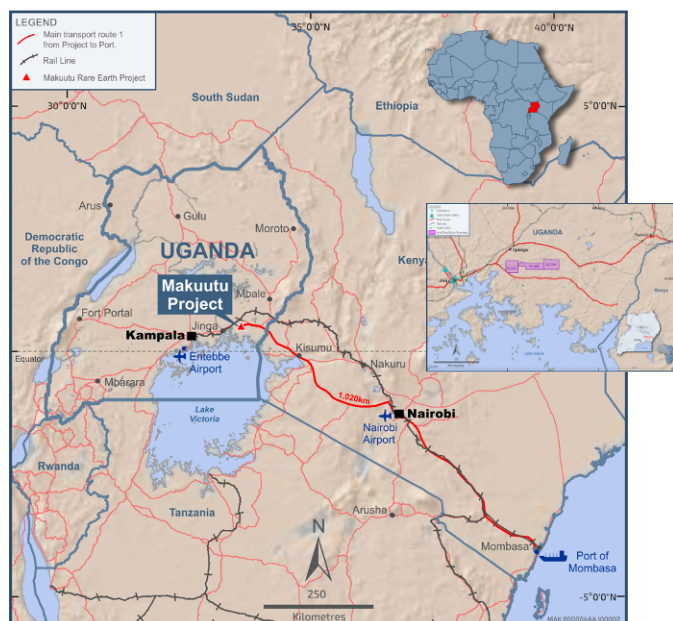 LEGEND
Main transport route 1
from Project to Port.
Rail Line
Makuutu Rare Earth Project
35°0'0"E
40°0'0"E
30°0'0"E
5°0'0"N
South Sudan
Ethiopia
Arus
Gulu
Moroto
Democratic
Republic
of the Congo
UGANDA
Kenya
Makuutu
Project
Mbale
Fort Portal
Jinga
Kampala
Equator
Entebbe
Airport
Kisumu
Nakuru
Mbarara
1,020km
Nairobi
Nairobi
Airport
Lake
Victoria
Rwanda
Tanzania
Arusha
N
Mombasa
Port of
Mombasa
250
Kilometres
-5°0'0"N
UGANDA
Iganga